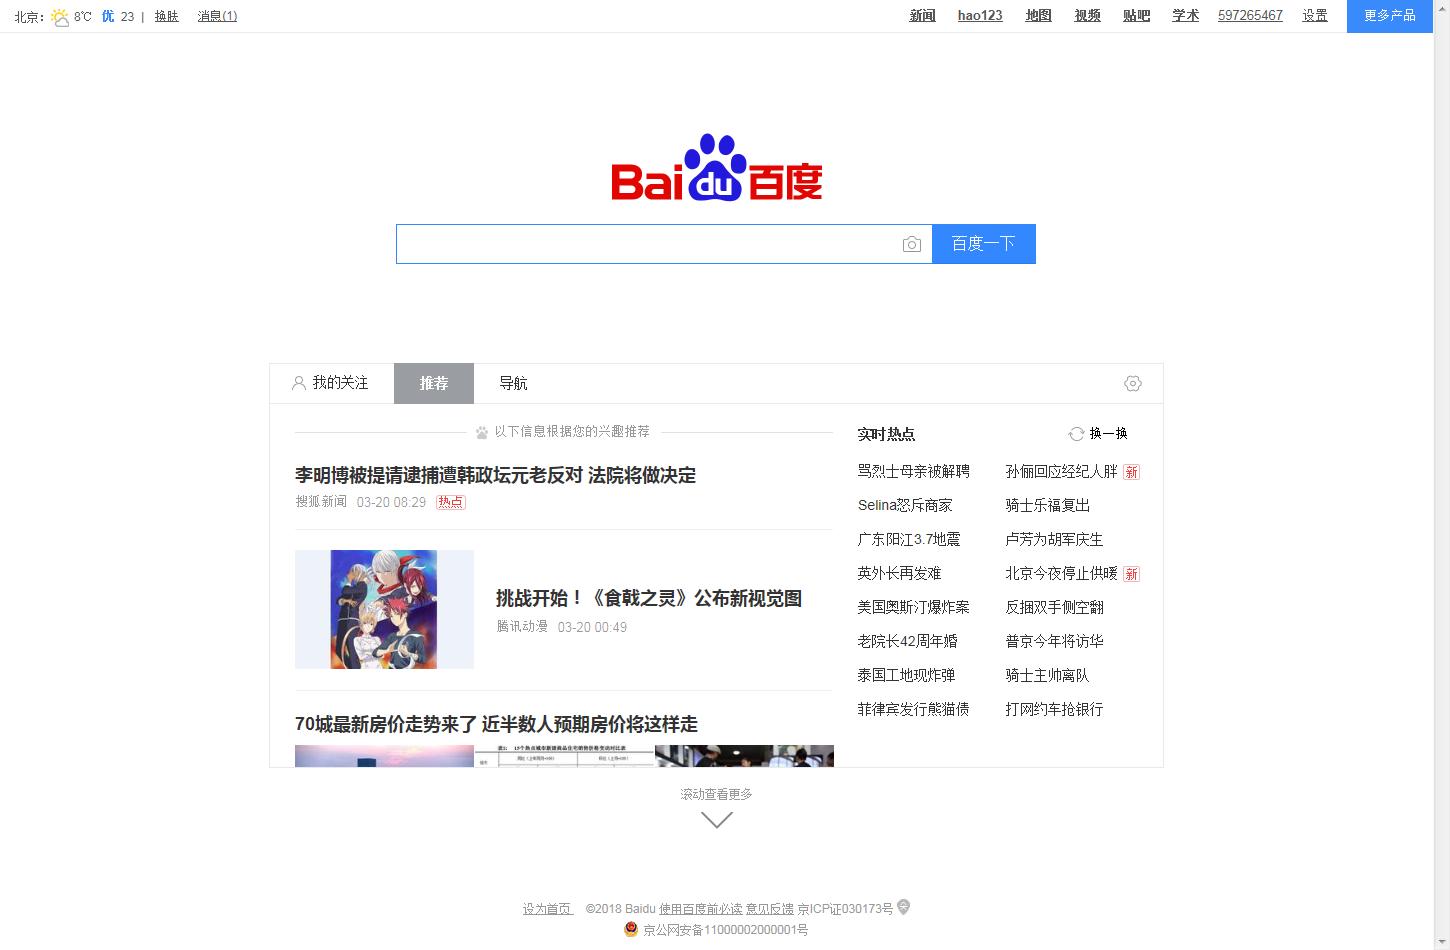 北京： 8℃ 优 23 | 换肤 消息(1)
新闻 hao123 地图 视频 贴吧 学术 597265467 设置 更多产品
Bai du 百度
百度一下
我的关注 推荐 导航
以下信息根据您的兴趣推荐
李明博被提请逮捕遭韩政坛元老反对 法院将做决定
搜狐新闻 03-20 08:29 热点
挑战开始！《食戟之灵》公布新视觉图
腾讯动漫 03-20 00:49
70城最新房价走势来了 近半数人预期房价将这样走
实时热点 换一换
骂烈士母亲被解聘 孙俪回应经纪人胖 新
Selina怒斥商家 骑士乐福复出
广东阳江3.7地震 卢芳为胡军庆生
英外长再发难 北京今夜停止供暖 新
美国奥斯汀爆炸案 反捆双手侧空翻
老院长42周年婚 普京今年将访华
泰国工地现炸弹 骑士主帅离队
菲律宾发行熊猫债 打网约车抢银行
滚动查看更多
设为首页 ©2018 Baidu 使用百度前必读 意见反馈 京ICP证030173号
京公网安备11000002000001号